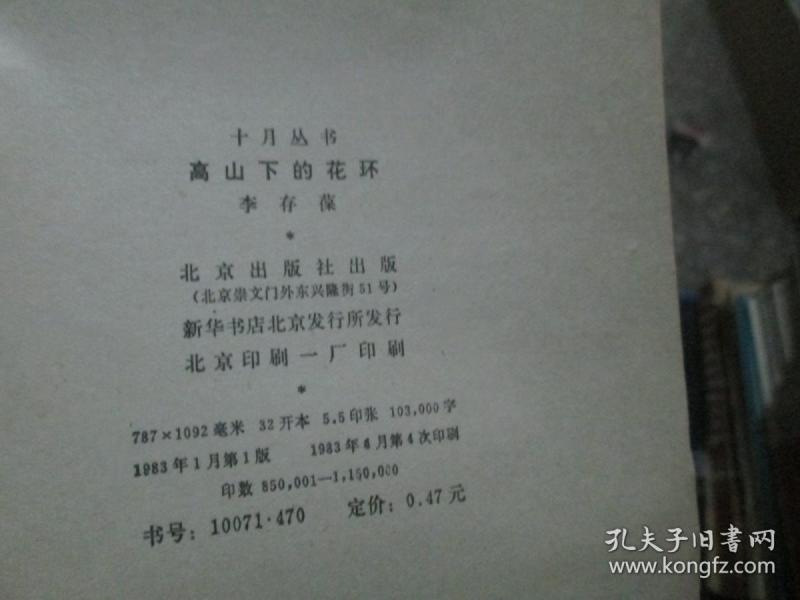 十月丛书
高山下的花环
李存葆
*
北京出版社出版
（北京崇文门外东兴隆街51号）
新华书店北京发行所发行
北京印刷一厂印刷
*
787×1092毫米 32开本 5.5印张 103,000字
1983年1月第1版 1983年4月第4次印刷
印数 850,001—1,150,000
书号：10071·470 定价：0.47元
孔夫子旧书网
www.kongfz.com